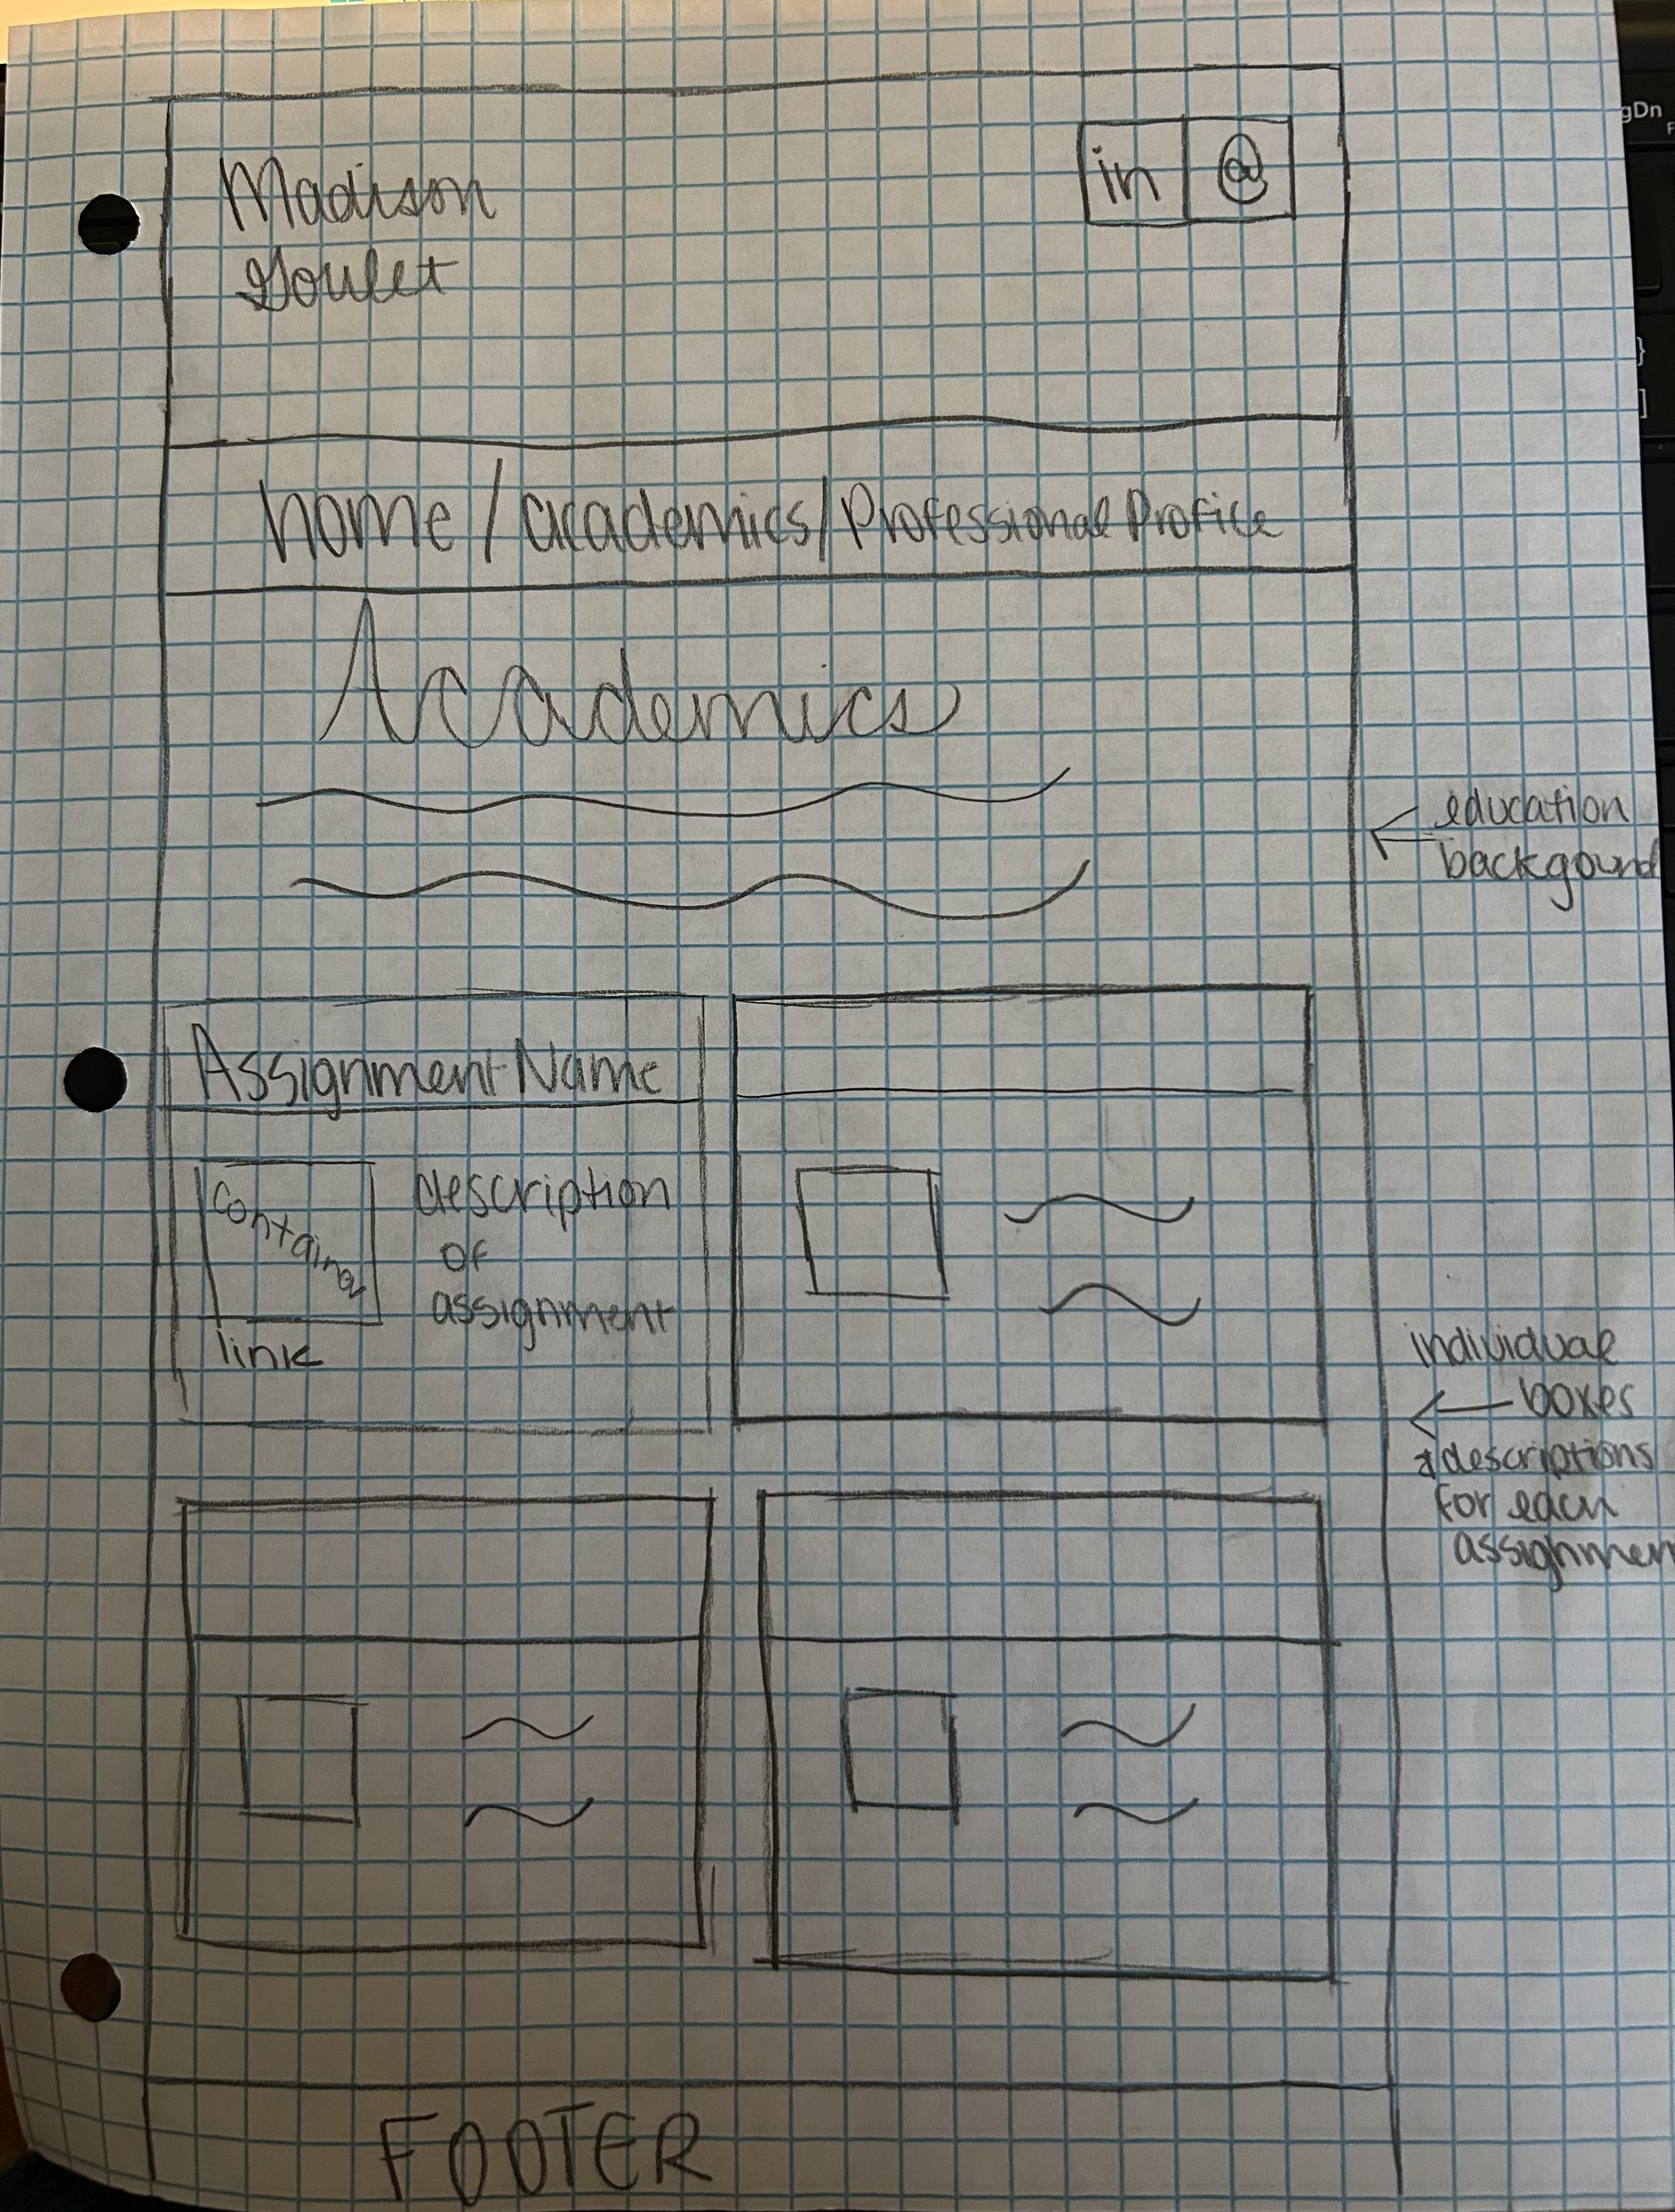 Madison
Goulet
in @
home / academics / Professional Profile
Academics
education
backgound
Assignment Name
container
link
description
of
assignment
individual
boxes
+ descriptions
for each
assignmen
FOOTER
gDn
F
}
]